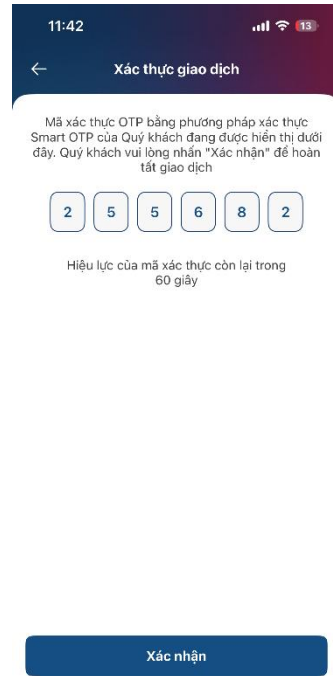 11:42
13
Xác thực giao dịch
Mã xác thực OTP bằng phương pháp xác thực
Smart OTP của Quý khách đang được hiển thị dưới
đây. Quý khách vui lòng nhấn "Xác nhận" để hoàn
tất giao dịch
2 5 5 6 8 2
Hiệu lực của mã xác thực còn lại trong
60 giây
Xác nhận